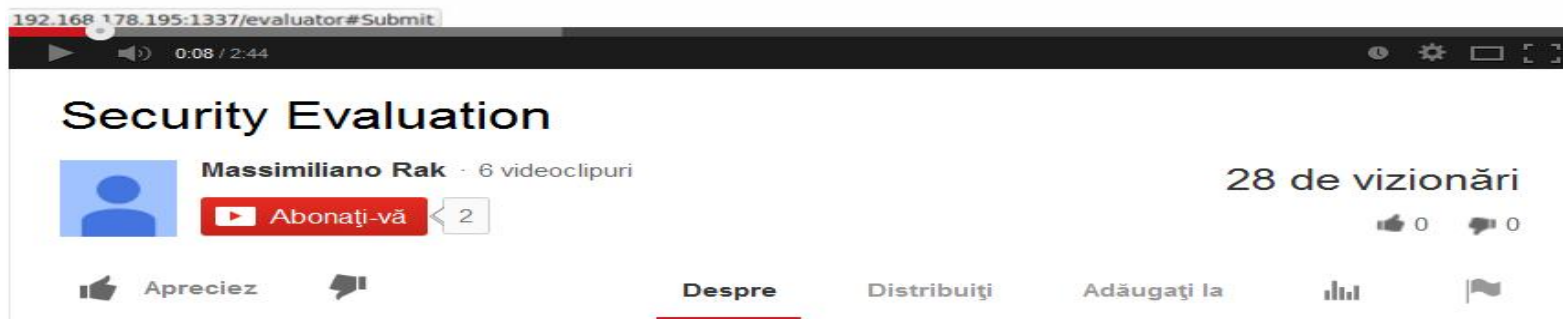 192.168.178.195:1337/evaluator#Submit
0:08 / 2:44
Security Evaluation
Massimiliano Rak · 6 videoclipuri
Abonaţi-vă 2
28 de vizionări
0 0
Apreciez Despre Distribuiţi Adăugaţi la